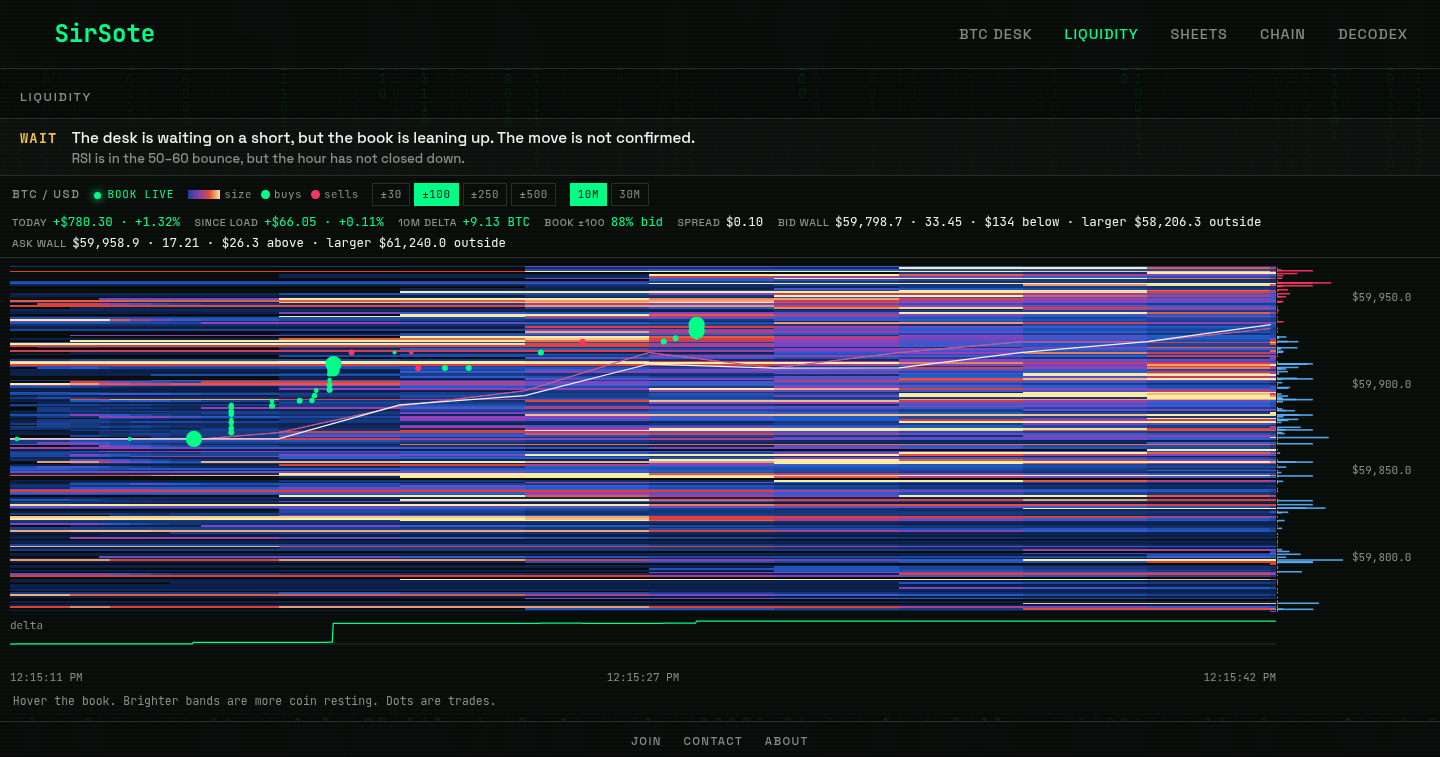 SirSote
BTC DESK LIQUIDITY SHEETS CHAIN DECODEX
LIQUIDITY
WAIT The desk is waiting on a short, but the book is leaning up. The move is not confirmed.
RSI is in the 50–60 bounce, but the hour has not closed down.
BTC / USD BOOK LIVE size buys sells ±30 ±100 ±250 ±500 10M 30M
TODAY +$780.30 · +1.32% SINCE LOAD +$66.05 · +0.11% 10M DELTA +9.13 BTC BOOK ±100 88% bid SPREAD $0.10 BID WALL $59,798.7 · 33.45 · $134 below · larger $58,206.3 outside
ASK WALL $59,958.9 · 17.21 · $26.3 above · larger $61,240.0 outside
$59,950.0
$59,900.0
$59,850.0
$59,800.0
delta
12:15:11 PM 12:15:27 PM 12:15:42 PM
Hover the book. Brighter bands are more coin resting. Dots are trades.
JOIN CONTACT ABOUT